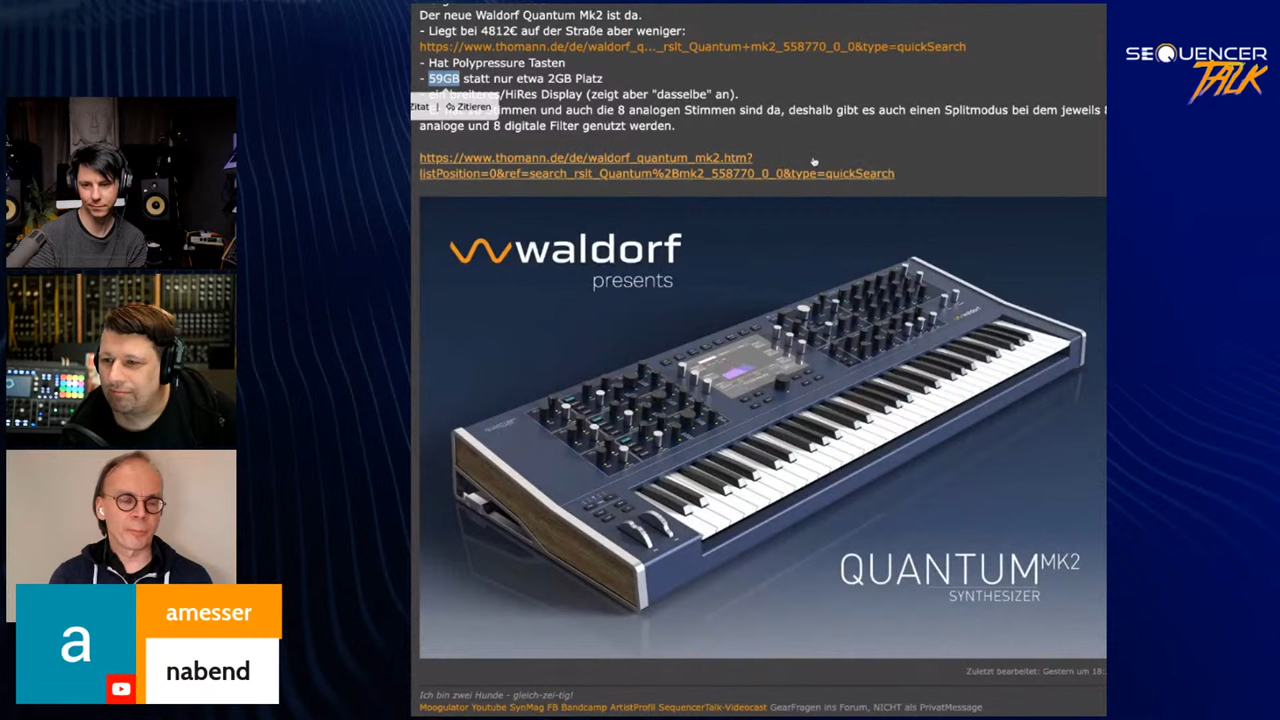 Der neue Waldorf Quantum Mk2 ist da.
- Liegt bei 4812€ auf der Straße aber weniger:
https://www.thomann.de/de/waldorf_q..._rslt_Quantum+mk2_558770_0_0&type=quickSearch
- Hat Polypressure Tasten
- 59GB statt nur etwa 2GB Platz
- ein breiteres/HiRes Display (zeigt aber "dasselbe" an).
Zitat | Zitieren
Stimmen und auch die 8 analogen Stimmen sind da, deshalb gibt es auch einen Splitmodus bei dem jeweils 8
analoge und 8 digitale Filter genutzt werden.
https://www.thomann.de/de/waldorf_quantum_mk2.htm?
listPosition=0&ref=search_rslt_Quantum%2Bmk2_558770_0_0&type=quickSearch
waldorf
presents
waldorf
QUANTUM MK2
SYNTHESIZER
Zuletzt bearbeitet: Gestern um 18:
Ich bin zwei Hunde - gleich-zei-tig!
Moogulator Youtube SynMag FB Bandcamp ArtistProfil SequencerTalk-Videocast GearFragen ins Forum, NICHT als PrivatMessage
SEQUENCER
TALK
a
amesser
nabend